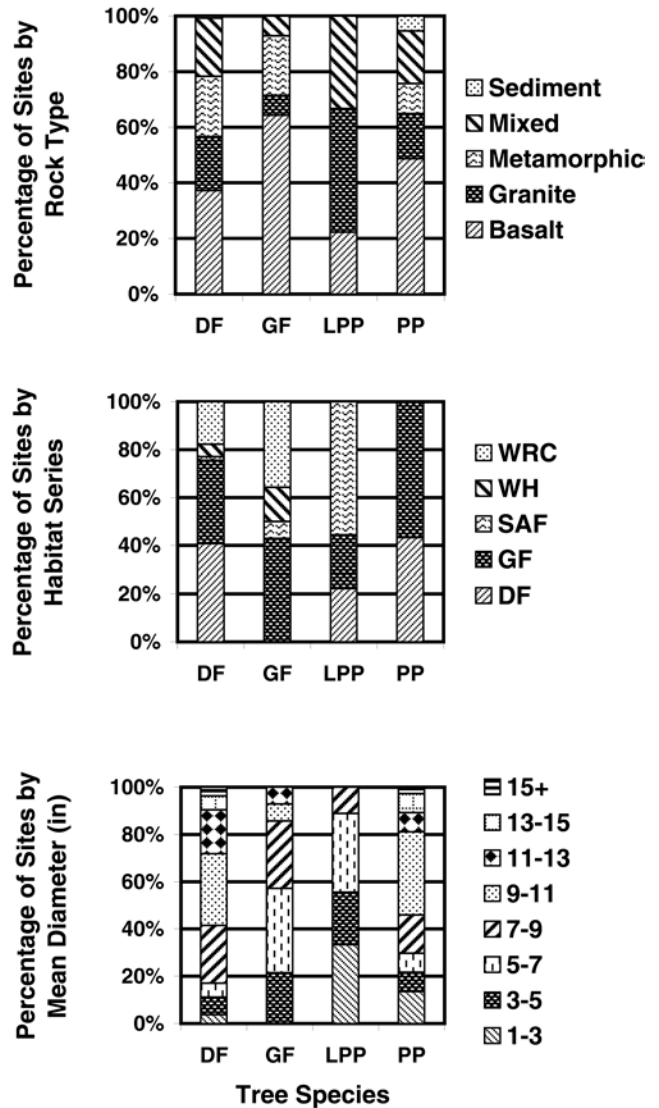 Percentage of Sites by
Rock Type
100%
80%
60%
40%
20%
0%
DF GF LPP PP
Sediment
Mixed
Metamorphic
Granite
Basalt
Percentage of Sites by
Habitat Series
100%
80%
60%
40%
20%
0%
DF GF LPP PP
WRC
WH
SAF
GF
DF
Percentage of Sites by
Mean Diameter (in)
100%
80%
60%
40%
20%
0%
DF GF LPP PP
Tree Species
15+
13-15
11-13
9-11
7-9
5-7
3-5
1-3